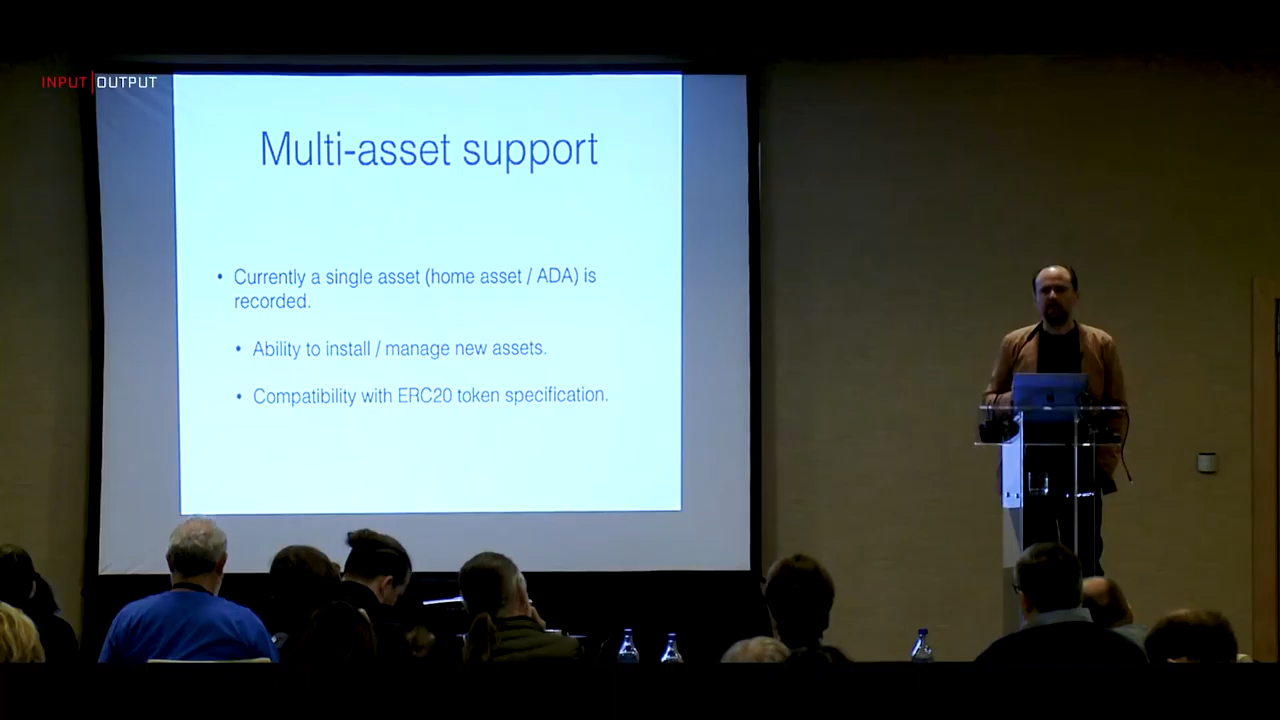 INPUT|OUTPUT
Multi-asset support
• Currently a single asset (home asset / ADA) is
recorded.
• Ability to install / manage new assets.
• Compatibility with ERC20 token specification.